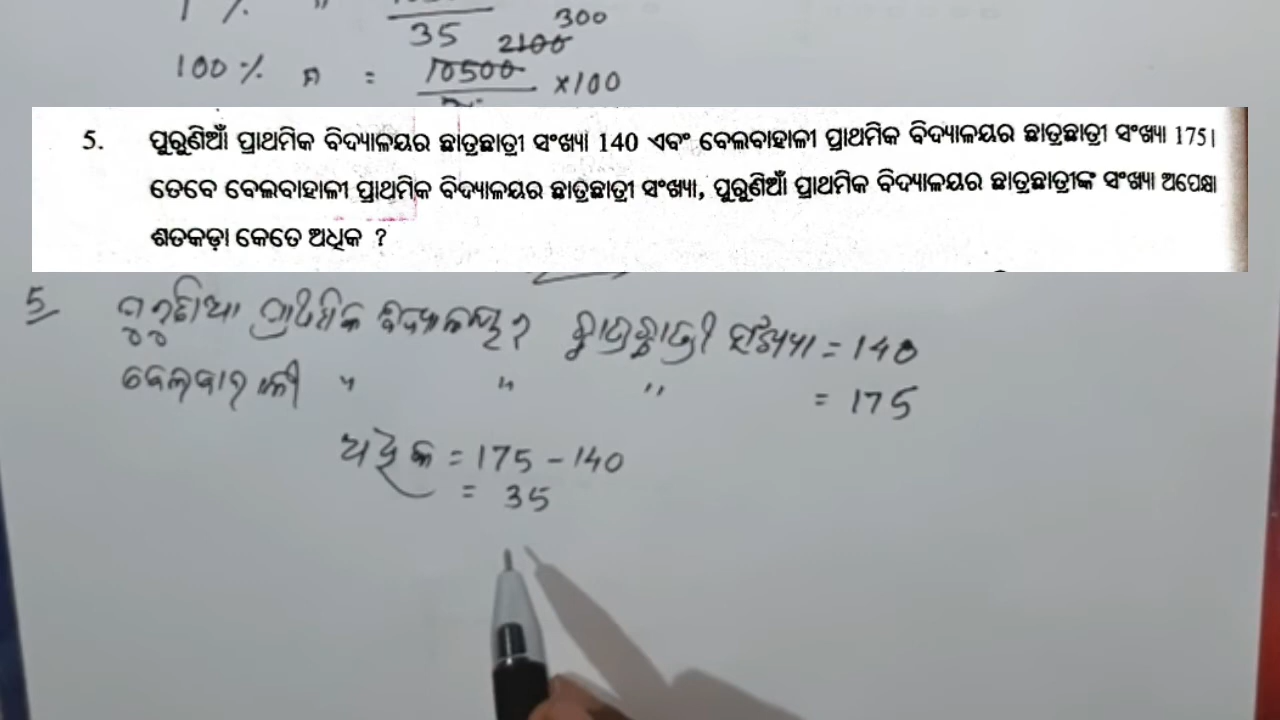 1 %. "
35 300
2100
100 % " = 10500 ×100
5. ପୁରୁଣିଆଁ ପ୍ରାଥମିକ ବିଦ୍ୟାଳୟର ଛାତ୍ରଛାତ୍ରୀ ସଂଖ୍ୟା 140 ଏବଂ ବେଲବାହାଳୀ ପ୍ରାଥମିକ ବିଦ୍ୟାଳୟର ଛାତ୍ରଛାତ୍ରୀ ସଂଖ୍ୟା 175।
ତେବେ ବେଲବାହାଳୀ ପ୍ରାଥମିକ ବିଦ୍ୟାଳୟର ଛାତ୍ରଛାତ୍ରୀ ସଂଖ୍ୟା, ପୁରୁଣିଆଁ ପ୍ରାଥମିକ ବିଦ୍ୟାଳୟର ଛାତ୍ରଛାତ୍ରୀଙ୍କ ସଂଖ୍ୟା ଅପେକ୍ଷା
ଶତକଡ଼ା କେତେ ଅଧିକ ?
5 ପୁରୁଣିଆ ପ୍ରାଥମିକ ବିଦ୍ୟାଳୟର ଛାତ୍ରଛାତ୍ରୀ ସଂଖ୍ୟା = 140
ବେଲବାହାଳୀ " " " = 175
ଅଧିକ = 175 - 140
= 35